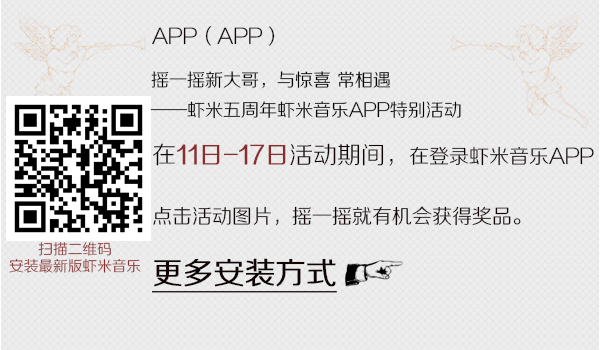 APP（APP）
摇一摇新大哥，与惊喜 常相遇
——虾米五周年虾米音乐APP特别活动
在11日-17日活动期间，在登录虾米音乐APP
点击活动图片，摇一摇就有机会获得奖品。
扫描二维码
安装最新版虾米音乐
更多安装方式